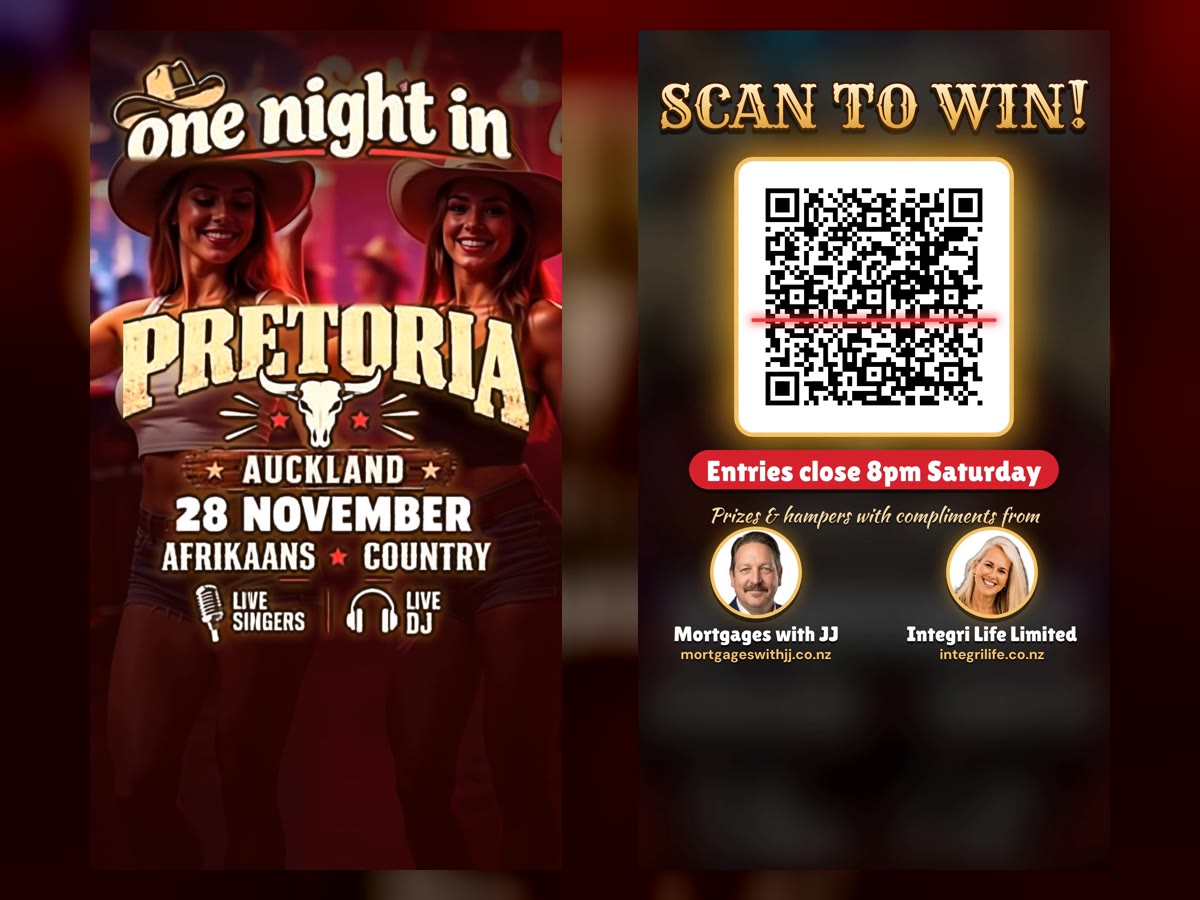 one night in
PRETORIA
AUCKLAND
28 NOVEMBER
AFRIKAANS COUNTRY
LIVE SINGERS
LIVE DJ
SCAN TO WIN!
Entries close 8pm Saturday
Prizes & hampers with compliments from
Mortgages with JJ
mortgageswithjj.co.nz
Integri Life Limited
integrilife.co.nz